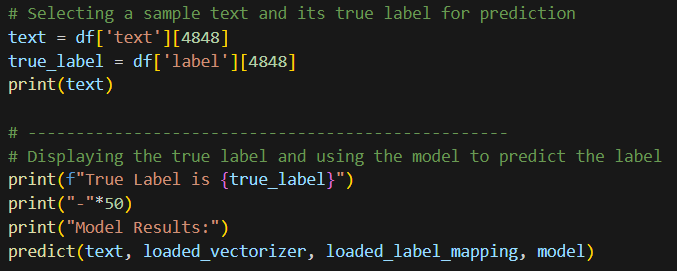 # Selecting a sample text and its true label for prediction
text = df['text'][4848]
true_label = df['label'][4848]
print(text)
# --------------------------------------------------
# Displaying the true label and using the model to predict the label
print(f"True Label is {true_label}")
print("-"*50)
print("Model Results:")
predict(text, loaded_vectorizer, loaded_label_mapping, model)